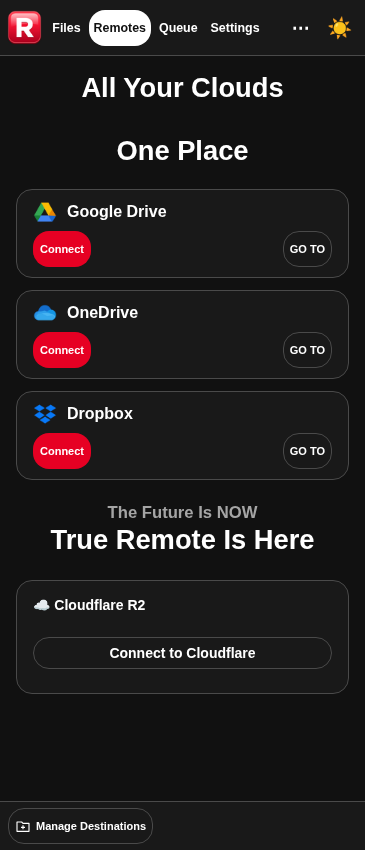 R
Files Remotes Queue Settings ...
All Your Clouds
One Place
Google Drive
Connect GO TO
OneDrive
Connect GO TO
Dropbox
Connect GO TO
The Future Is NOW
True Remote Is Here
Cloudflare R2
Connect to Cloudflare
Manage Destinations